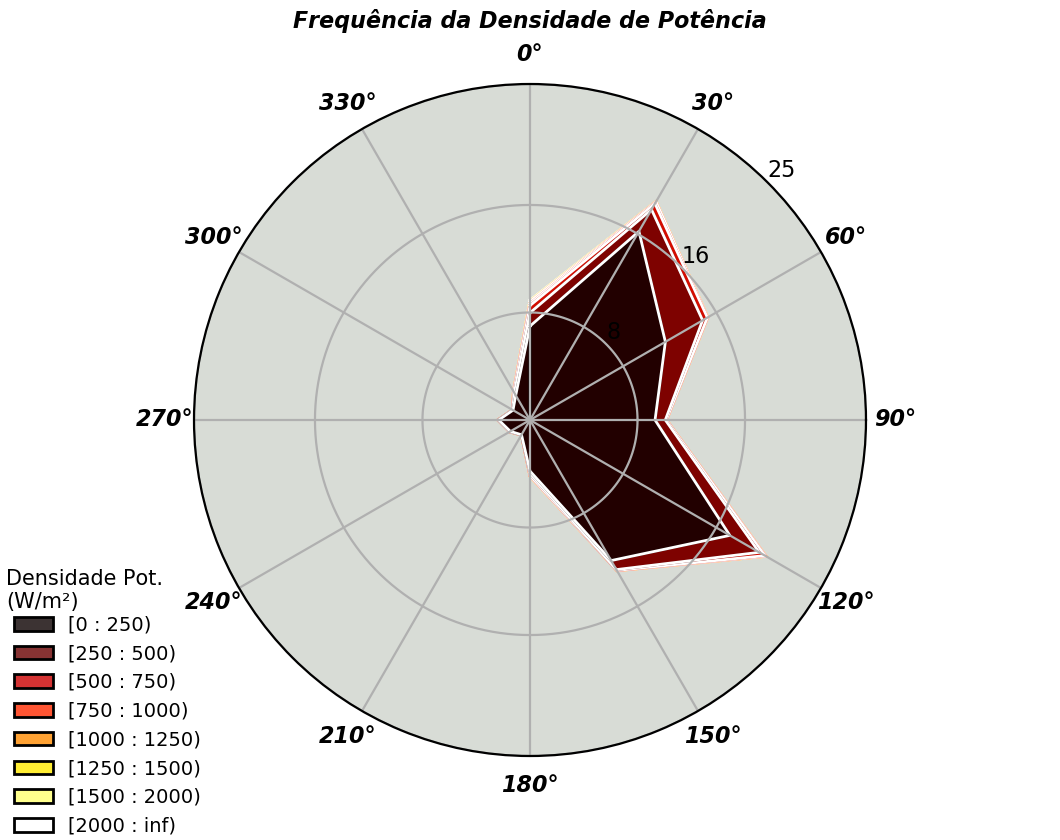 Frequência da Densidade de Potência
0°
330°
30°
25
300°
60°
16
8
270°
90°
240°
120°
210°
150°
180°
Densidade Pot.
(W/m²)
[0 : 250)
[250 : 500)
[500 : 750)
[750 : 1000)
[1000 : 1250)
[1250 : 1500)
[1500 : 2000)
[2000 : inf)